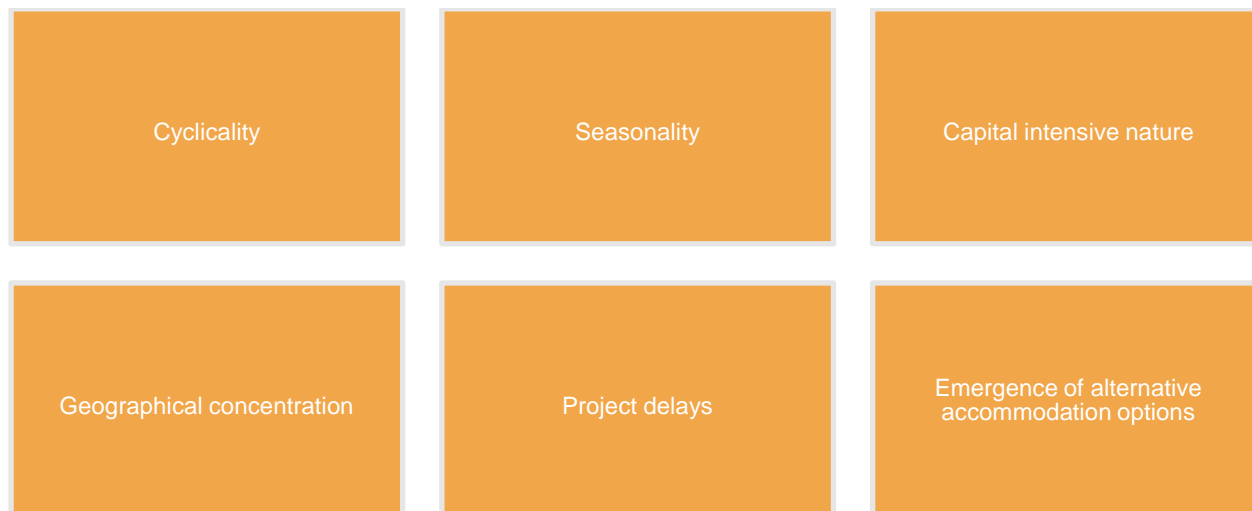 Cyclicality
Seasonality
Capital intensive nature
Geographical concentration
Project delays
Emergence of alternative
accommodation options